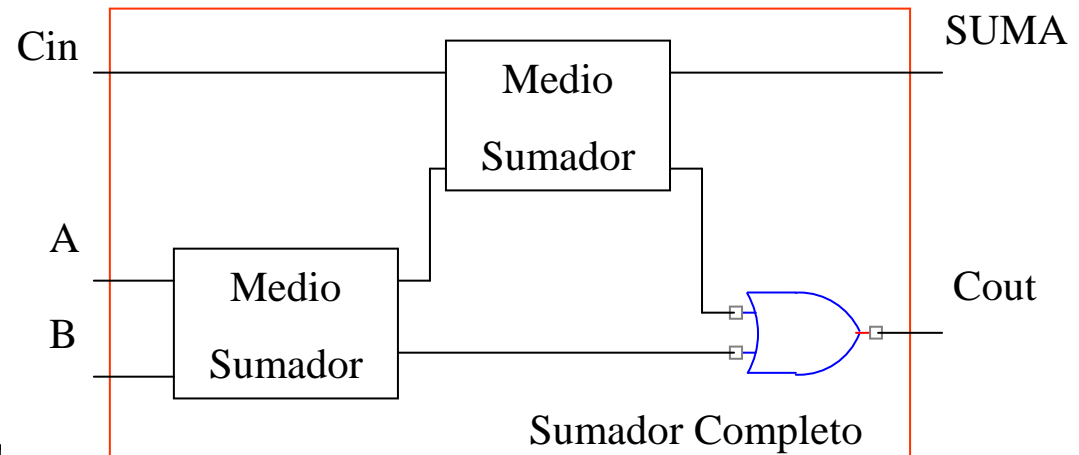 Cin
SUMA
Medio
Sumador
A
Medio
Cout
B
Sumador
Sumador Completo